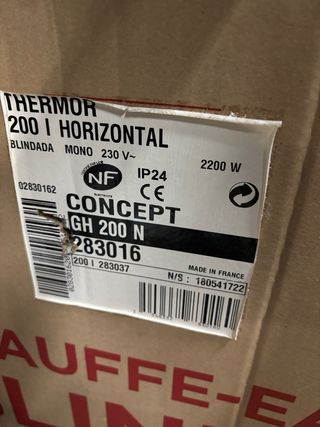 THERMOR
200 l HORIZONTAL
BLINDADA MONO 230 V~ 2200 W
NF IP24
CE
02830162
CONCEPT
GH 200 N
283016
200 l 283037
MADE IN FRANCE
N/S : 180541722
AUFFE-EA